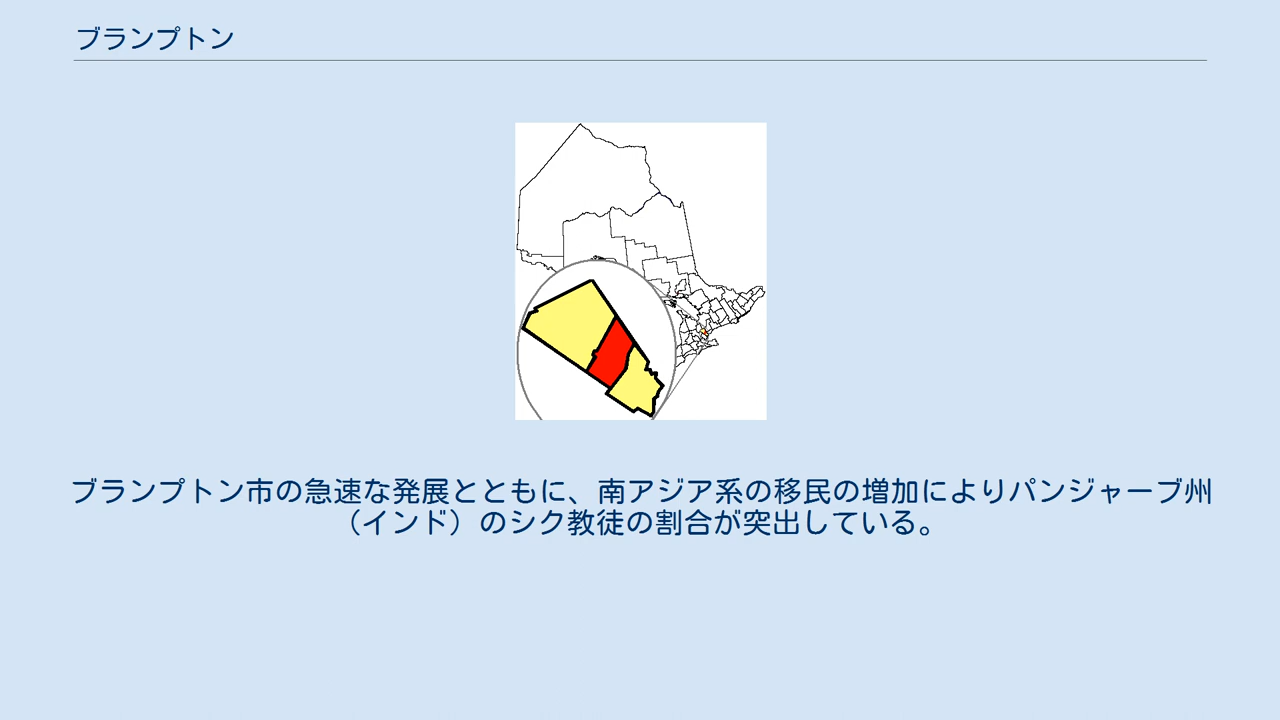 ブランプトン
ブランプトン市の急速な発展とともに、南アジア系の移民の増加によりパンジャーブ州
（インド）のシク教徒の割合が突出している。